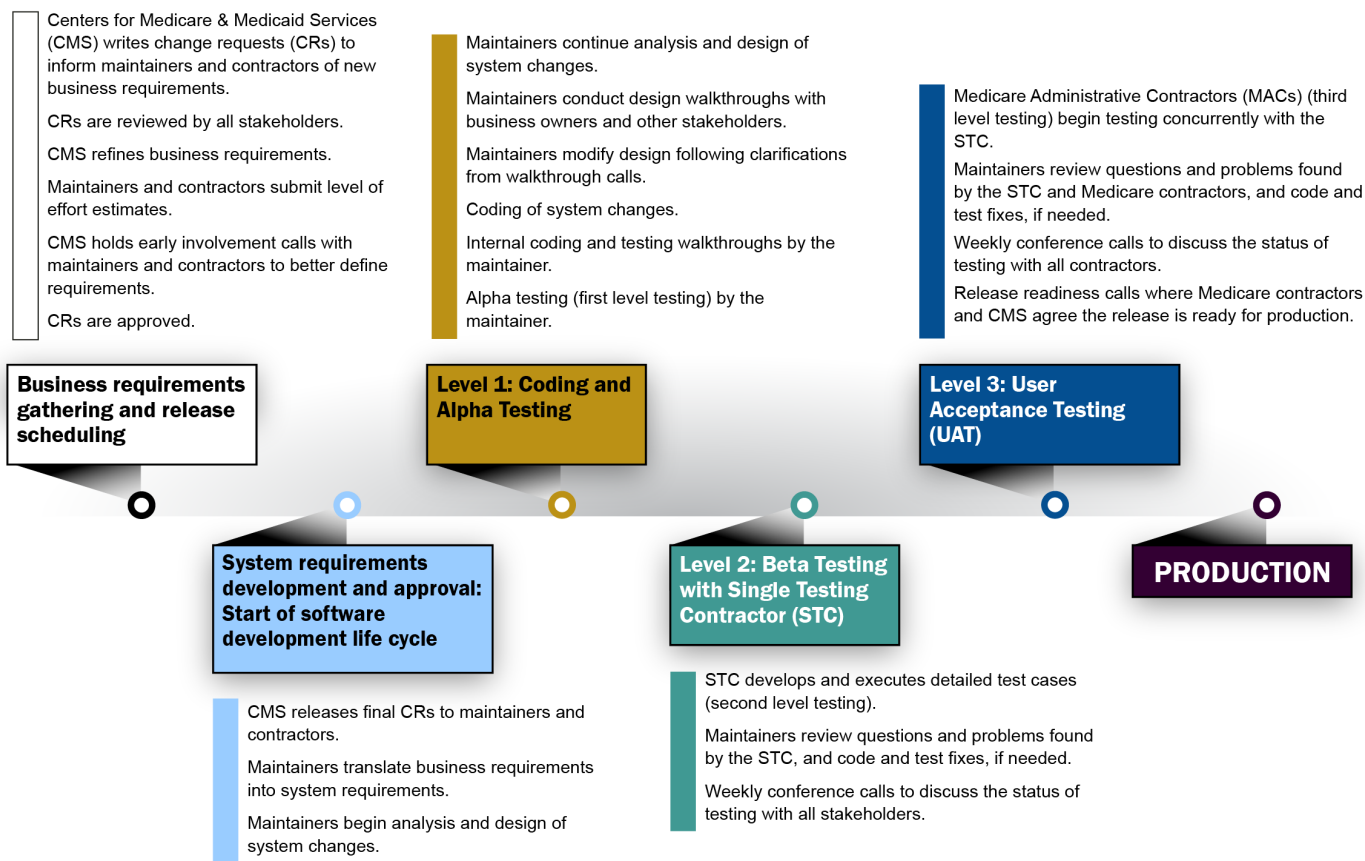 Centers for Medicare & Medicaid Services
(CMS) writes change requests (CRs) to
inform maintainers and contractors of new
business requirements.
CRs are reviewed by all stakeholders.
CMS refines business requirements.
Maintainers and contractors submit level of
effort estimates.
CMS holds early involvement calls with
maintainers and contractors to better define
requirements.
CRs are approved.
Business requirements
gathering and release
scheduling
System requirements
development and approval:
Start of software
development life cycle
CMS releases final CRs to maintainers and
contractors.
Maintainers translate business requirements
into system requirements.
Maintainers begin analysis and design of
system changes.
Maintainers continue analysis and design of
system changes.
Maintainers conduct design walkthroughs with
business owners and other stakeholders.
Maintainers modify design following clarifications
from walkthrough calls.
Coding of system changes.
Internal coding and testing walkthroughs by the
maintainer.
Alpha testing (first level testing) by the
maintainer.
Level 1: Coding and
Alpha Testing
Level 2: Beta Testing
with Single Testing
Contractor (STC)
STC develops and executes detailed test cases
(second level testing).
Maintainers review questions and problems found
by the STC, and code and test fixes, if needed.
Weekly conference calls to discuss the status of
testing with all stakeholders.
Medicare Administrative Contractors (MACs) (third
level testing) begin testing concurrently with the
STC.
Maintainers review questions and problems found
by the STC and Medicare contractors, and code and
test fixes, if needed.
Weekly conference calls to discuss the status of
testing with all contractors.
Release readiness calls where Medicare contractors
and CMS agree the release is ready for production.
Level 3: User
Acceptance Testing
(UAT)
PRODUCTION